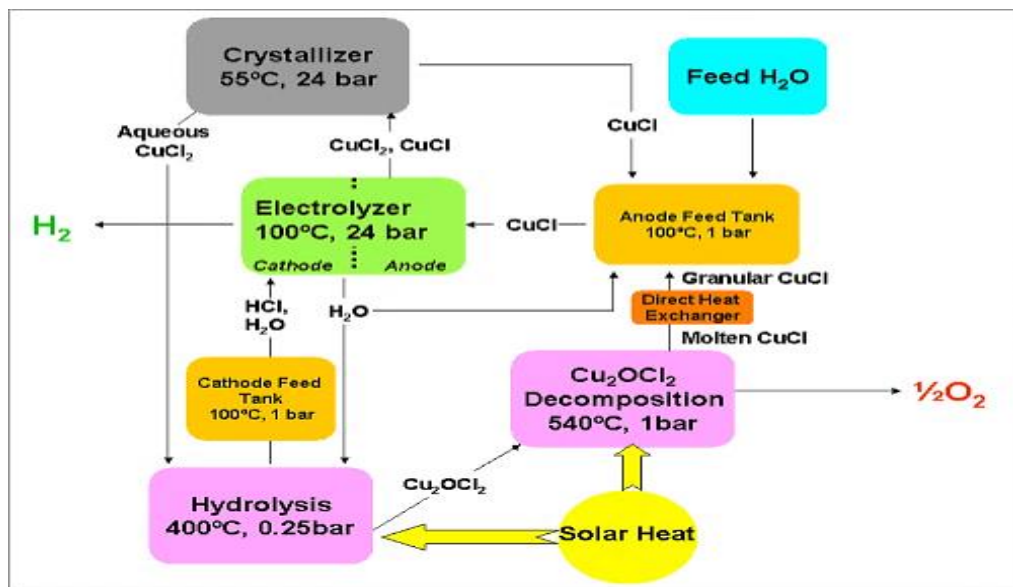 Crystallizer
55ºC, 24 bar
Feed H₂O
Aqueous
CuCl₂
CuCl₂, CuCl
CuCl
H₂
Electrolyzer
100ºC, 24 bar
Cathode
Anode
CuCl
Anode Feed Tank
100ºC, 1 bar
HCl,
H₂O
H₂O
Granular CuCl
Direct Heat
Exchanger
Molten CuCl
Cathode Feed
Tank
100ºC, 1 bar
Cu₂OCl₂
Decomposition
540ºC, 1bar
½O₂
Cu₂OCl₂
Hydrolysis
400ºC, 0.25bar
Solar Heat